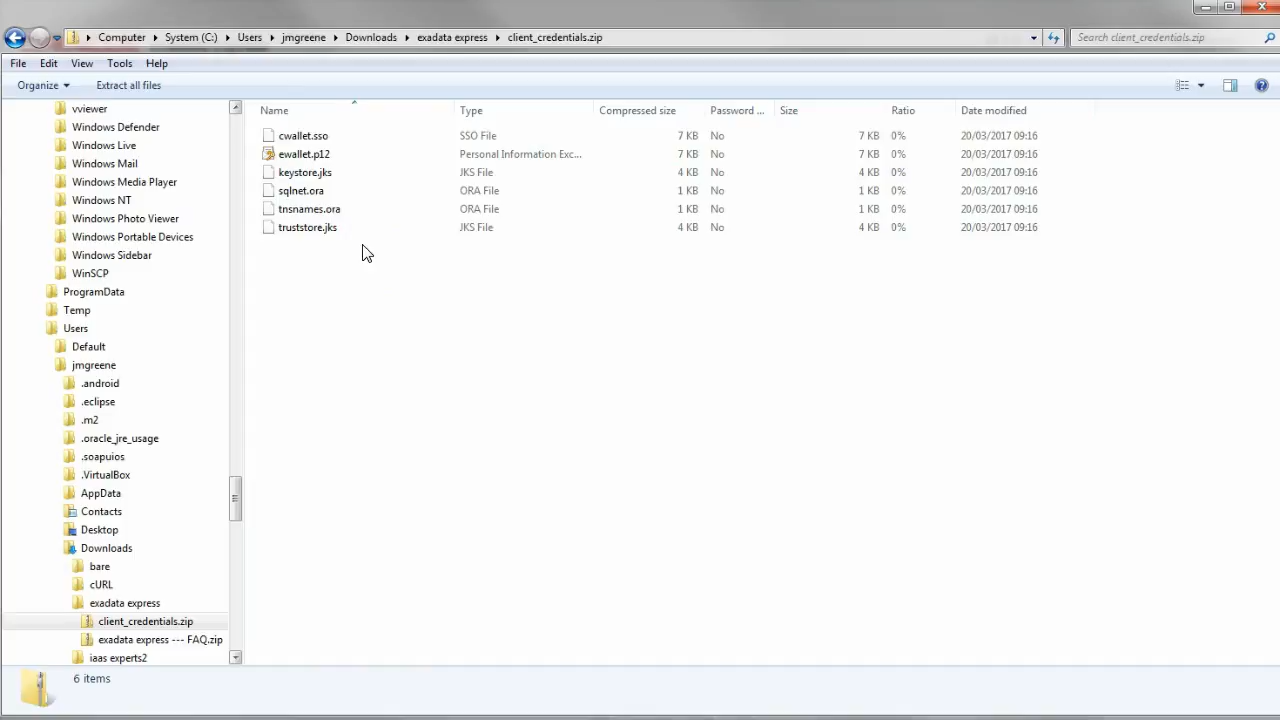 Computer System (C:) Users jmgreene Downloads exadata express client_credentials.zip Search client_credentials.zip
File Edit View Tools Help
Organize Extract all files
vviewer
Windows Defender
Windows Live
Windows Mail
Windows Media Player
Windows NT
Windows Photo Viewer
Windows Portable Devices
Windows Sidebar
WinSCP
ProgramData
Temp
Users
Default
jmgreene
.android
.eclipse
.m2
.oracle_jre_usage
.soapuios
.VirtualBox
AppData
Contacts
Desktop
Downloads
bare
cURL
exadata express
client_credentials.zip
exadata express --- FAQ.zip
iaas experts2
Name Type Compressed size Password ... Size Ratio Date modified
cwallet.sso SSO File 7 KB No 7 KB 0% 20/03/2017 09:16
ewallet.p12 Personal Information Exc... 7 KB No 7 KB 0% 20/03/2017 09:16
keystore.jks JKS File 4 KB No 4 KB 0% 20/03/2017 09:16
sqlnet.ora ORA File 1 KB No 1 KB 0% 20/03/2017 09:16
tnsnames.ora ORA File 1 KB No 1 KB 0% 20/03/2017 09:16
truststore.jks JKS File 4 KB No 4 KB 0% 20/03/2017 09:16
6 items